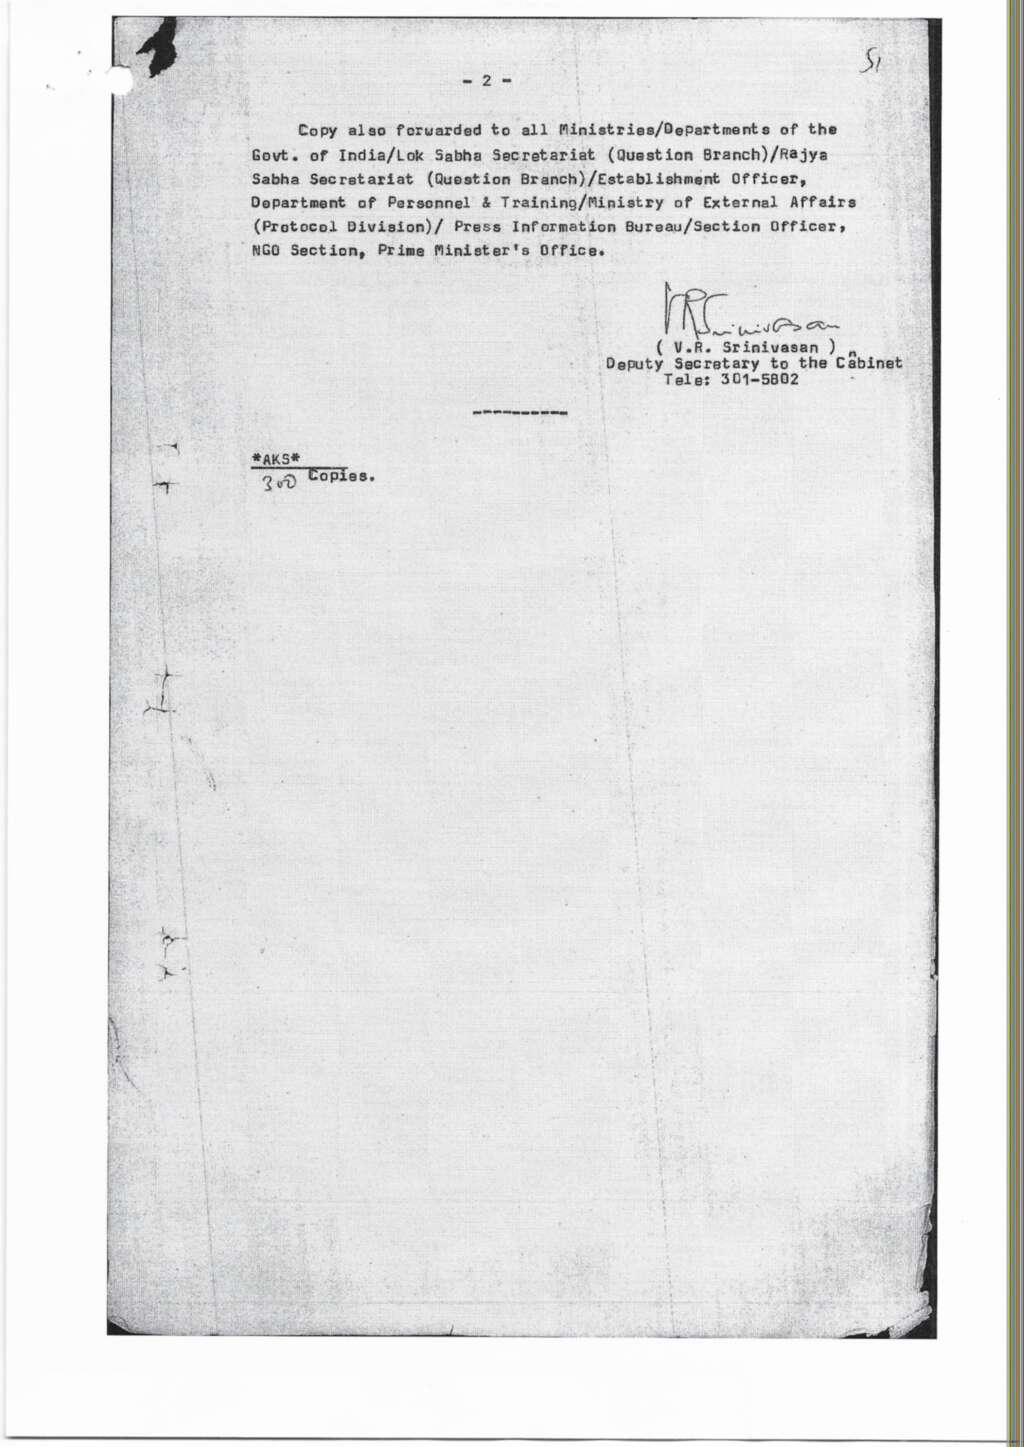 - 2 -
51
Copy also forwarded to all Ministries/Departments of the
Govt. of India/Lok Sabha Secretariat (Question Branch)/Rajya
Sabha Secretariat (Question Branch)/Establishment Officer,
Department of Personnel & Training/Ministry of External Affairs
(Protocol Division)/ Press Information Bureau/Section Officer,
NGO Section, Prime Minister's Office.
VRSrinivasan
( V.R. Srinivasan )
Deputy Secretary to the Cabinet
Tele: 301-5802
----------
*AKS*
300 Copies.